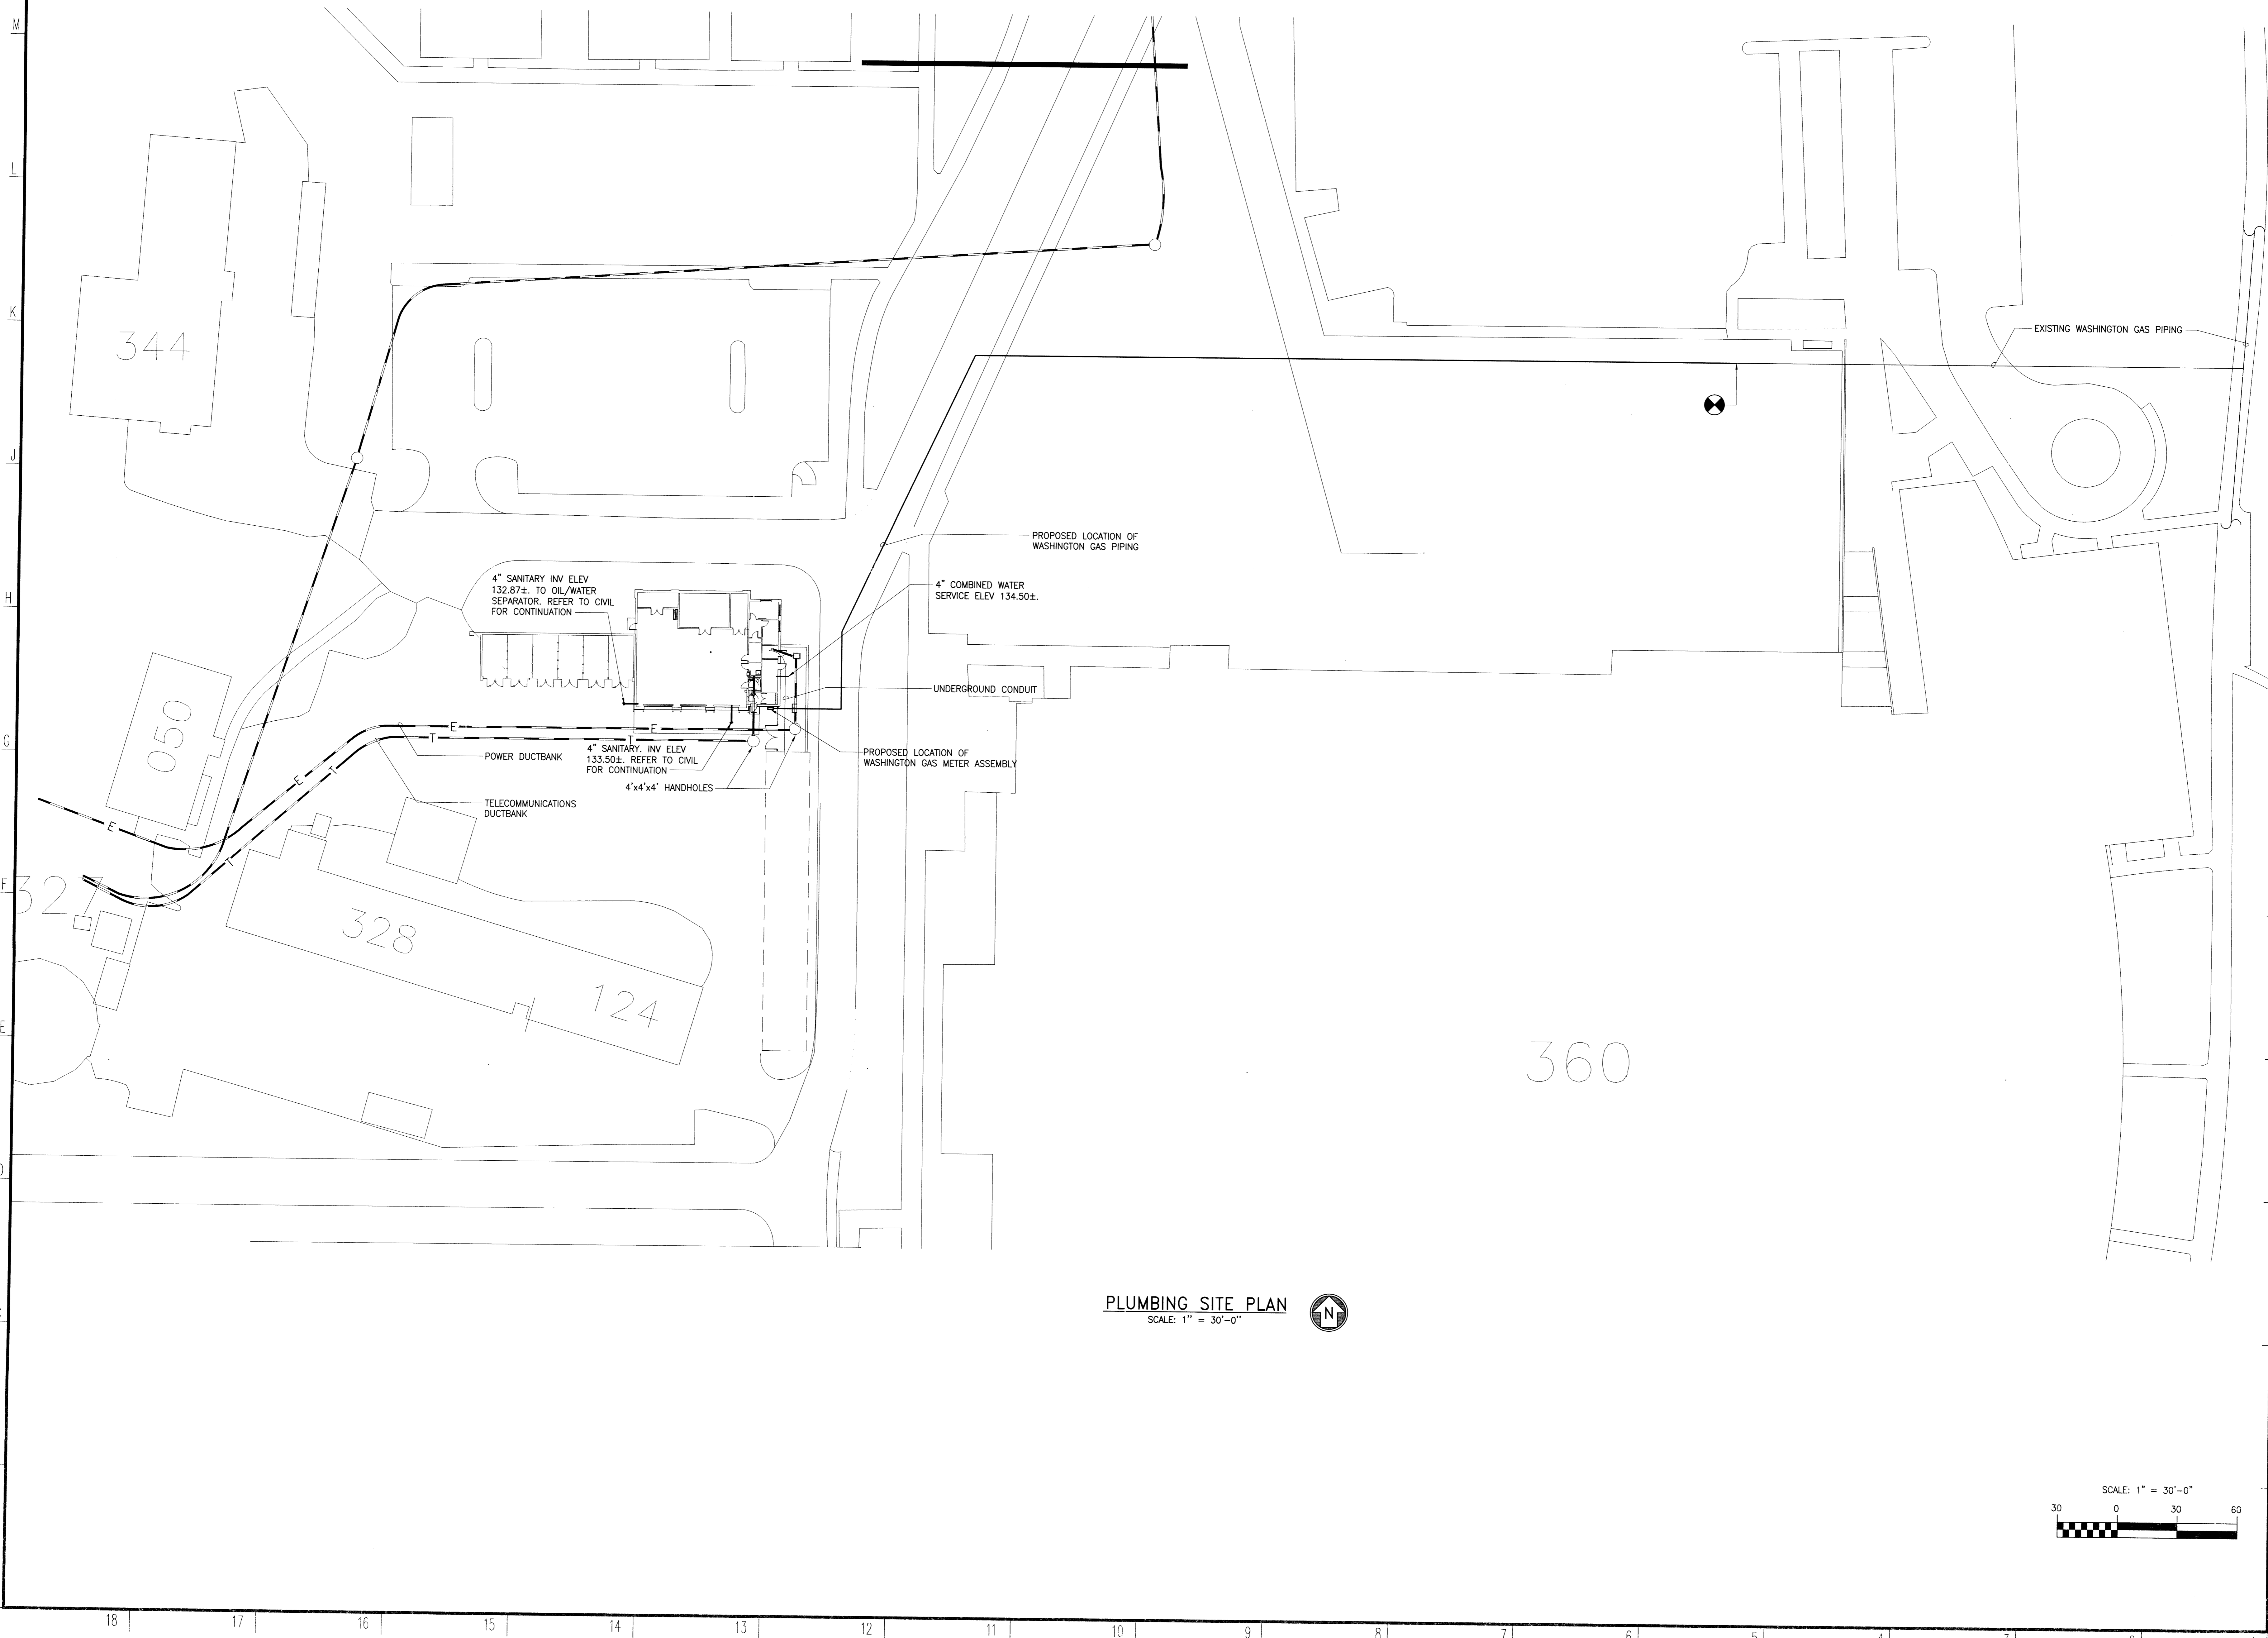 M
L
K
J
H
G
F
E
D
344
EXISTING WASHINGTON GAS PIPING
PROPOSED LOCATION OF
WASHINGTON GAS PIPING
4" SANITARY INV ELEV
132.87±. TO OIL/WATER
SEPARATOR. REFER TO CIVIL
FOR CONTINUATION
4" COMBINED WATER
SERVICE ELEV 134.50±.
UNDERGROUND CONDUIT
050
E
E
T
T
POWER DUCTBANK
4" SANITARY. INV ELEV
133.50±. REFER TO CIVIL
FOR CONTINUATION
PROPOSED LOCATION OF
WASHINGTON GAS METER ASSEMBLY
4'x4'x4' HANDHOLES
E
T
TELECOMMUNICATIONS
DUCTBANK
E
T
327
328
124
360
PLUMBING SITE PLAN
N
SCALE: 1" = 30'-0"
SCALE: 1" = 30'-0"
30 0 30 60
18 17 16 15 14 13 12 11 10 9 8 7 6 5 4